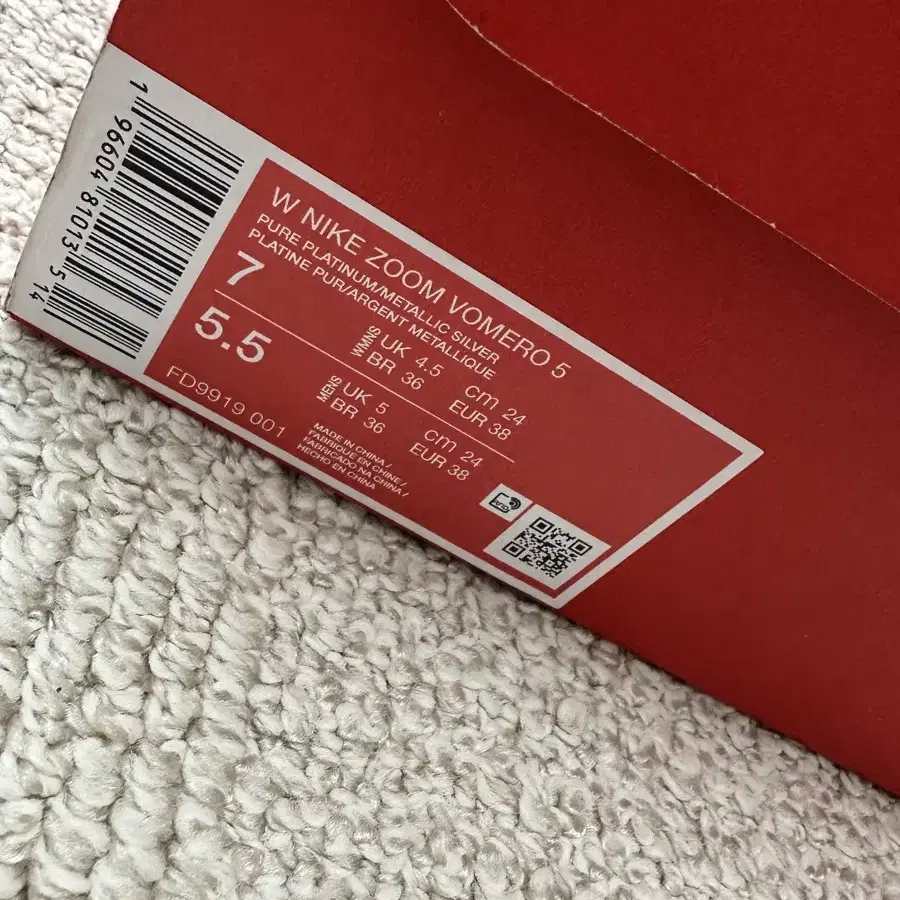 1 96604 81013 5 14
W NIKE ZOOM VOMERO 5
PURE PLATINUM/METALLIC SILVER
PLATINE PUR/ARGENT METALLIQUE
7
WMNS UK 4.5 CM 24
BR 36 EUR 38
5.5
MENS UK 5 CM 24
BR 36 EUR 38
FD9919 001
MADE IN CHINA /
FABRIQUE EN CHINE/
FABRICADO NA CHINA/
HECHO EN CHINA